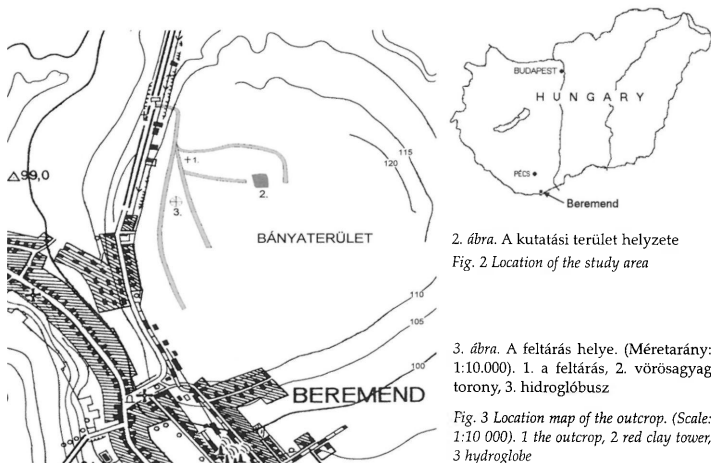 99,0
1.
2.
3.
115
120
BÁNYATERÜLET
110
105
100
BEREMEND
BUDAPEST
HUNGARY
PÉCS
Beremend
2. ábra. A kutatási terület helyzete
Fig. 2 Location of the study area
3. ábra. A feltárás helye. (Méretarány:
1:10.000). 1. a feltárás, 2. vörösagyag
torony, 3. hidroglóbusz
Fig. 3 Location map of the outcrop. (Scale:
1:10 000). 1 the outcrop, 2 red clay tower,
3 hydroglobe